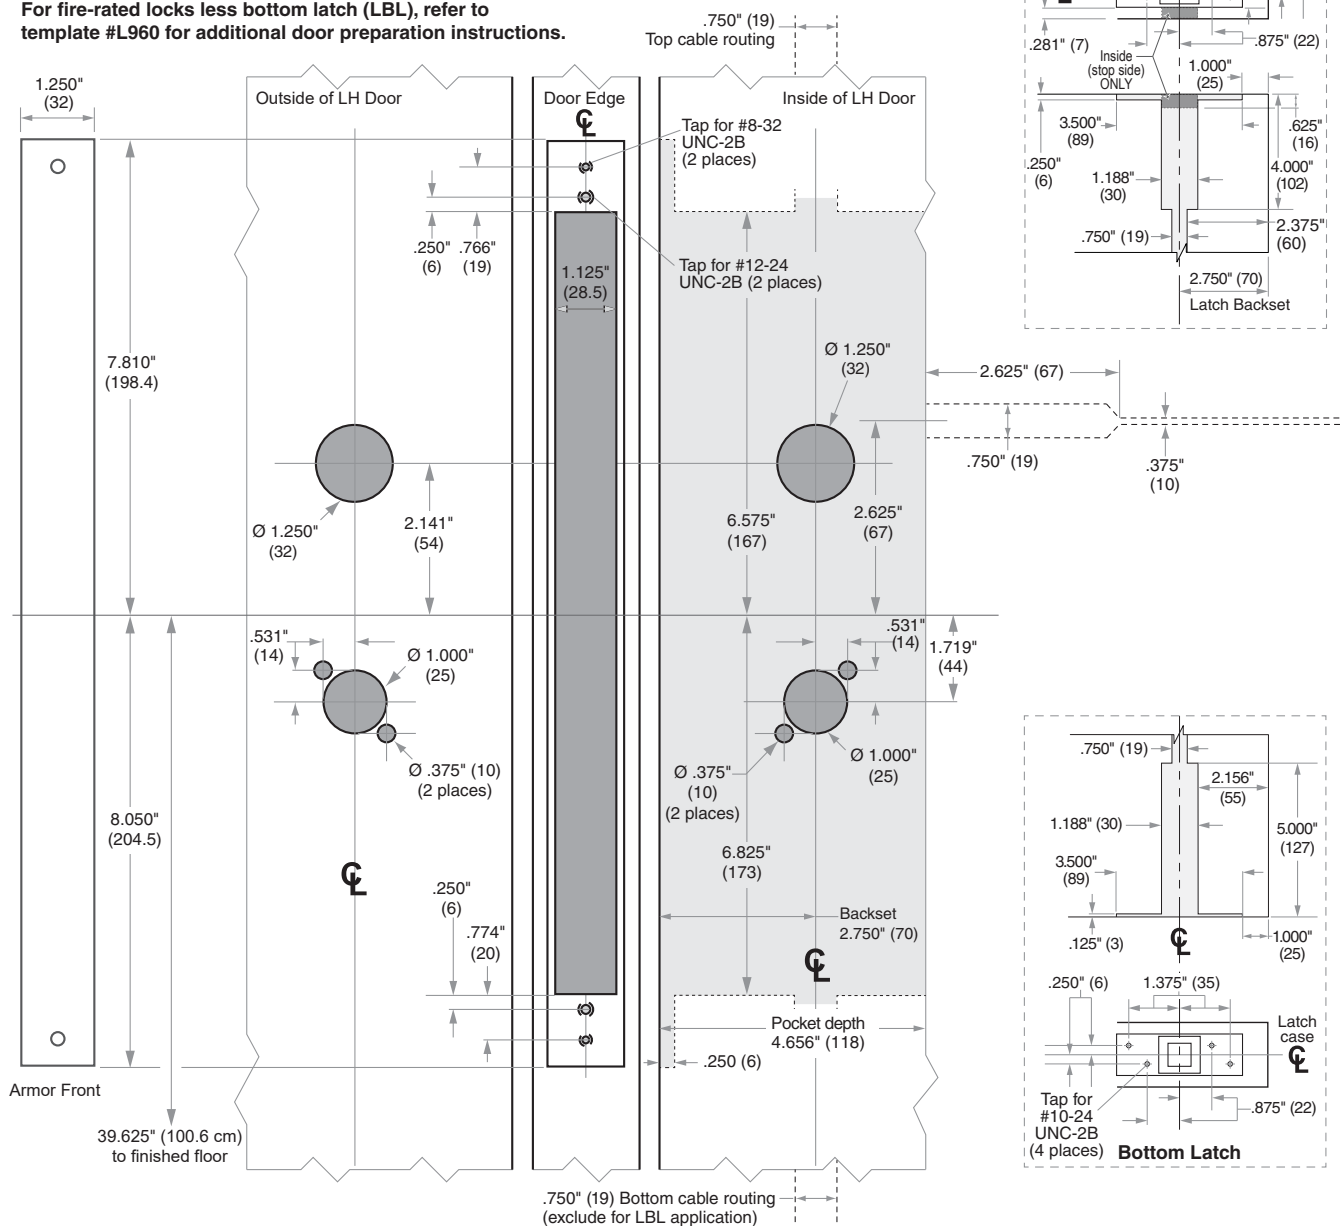 For fire-rated locks less bottom latch (LBL), refer to
template #L960 for additional door preparation instructions.
.750" (19)
Top cable routing
1.250"
(32)
Outside of LH Door
Door Edge
Inside of LH Door
Tap for #8-32
UNC-2B
(2 places)
.250"
(6)
.766"
(19)
Tap for #12-24
UNC-2B (2 places)
1.125"
(28.5)
7.810"
(198.4)
Ø 1.250"
(32)
2.625" (67)
.750" (19)
.375"
(10)
Ø 1.250"
(32)
2.141"
(54)
6.575"
(167)
2.625"
(67)
.531"
(14)
Ø 1.000"
(25)
.531"
(14)
1.719"
(44)
Ø .375" (10)
(2 places)
Ø .375"
(10)
(2 places)
Ø 1.000"
(25)
8.050"
(204.5)
6.825"
(173)
.250"
(6)
.774"
(20)
Backset
2.750" (70)
Pocket depth
4.656" (118)
.250 (6)
Armor Front
39.625" (100.6 cm)
to finished floor
.750" (19) Bottom cable routing
(exclude for LBL application)
.281" (7)
.875" (22)
Inside
(stop side)
ONLY
1.000"
(25)
3.500"
(89)
.625"
(16)
.250"
(6)
1.188"
(30)
4.000"
(102)
.750" (19)
2.375"
(60)
2.750" (70)
Latch Backset
.750" (19)
2.156"
(55)
1.188" (30)
5.000"
(127)
3.500"
(89)
.125" (3)
1.000"
(25)
.250" (6)
1.375" (35)
Latch
case
Tap for
#10-24
UNC-2B
(4 places)
.875" (22)
Bottom Latch